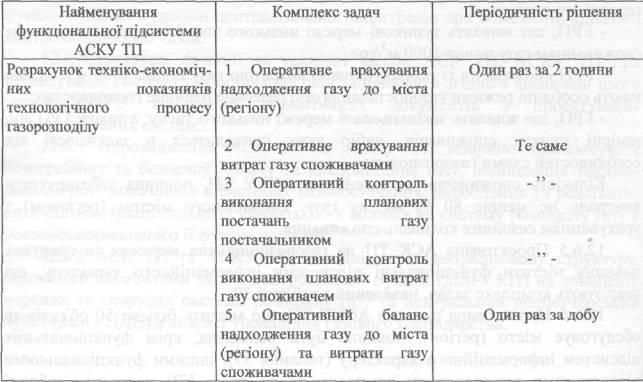 Найменування
функціональної підсистеми
АСКУ ТП
Комплекс задач
Періодичність рішення
Розрахунок техніко-економіч-
них показників
технологічного процесу
газорозподілу
1 Оперативне врахування
надходження газу до міста
(регіону)
Один раз за 2 години
2 Оперативне врахування
витрат газу споживачами
Те саме
3 Оперативний контроль
виконання планових
поставок газу
постачальником
- ” -
4 Оперативний контроль
виконання планових витрат
газу споживачем
- ” -
5 Оперативний баланс
надходження газу до міста
(регіону) та витрати газу
споживачами
Один раз за добу